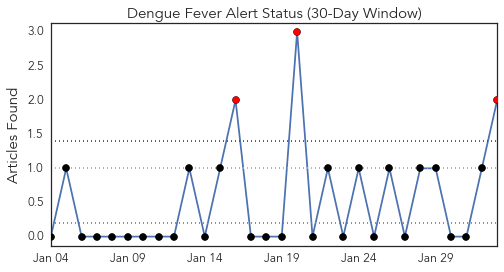 Dengue Fever Alert Status (30-Day Window)
Articles Found
3.0
2.5
2.0
1.5
1.0
0.5
0.0
Jan 04 Jan 09 Jan 14 Jan 19 Jan 24 Jan 29